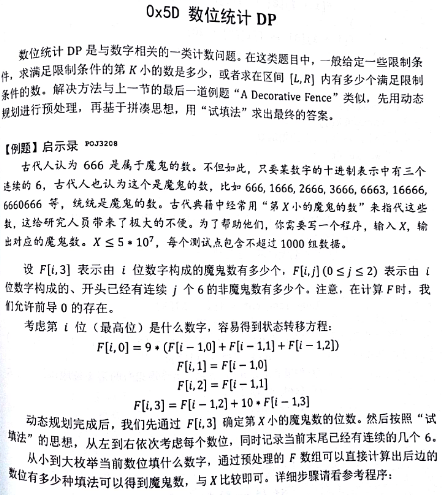 0x5D 数位统计 DP
数位统计 DP 是与数字相关的一类计数问题。在这类题目中，一般给定一些限制条
件，求满足限制条件的第 K 小的数是多少，或者求在区间 [L,R] 内有多少个满足限制
条件的数。解决方法与上一节的最后一道例题“A Decorative Fence”类似，先用动态
规划进行预处理，再基于拼凑思想，用“试填法”求出最终的答案。
【例题】启示录 POJ3208
古代人认为 666 是属于魔鬼的数。不但如此，只要某数字的十进制表示中有三个
连续的 6，古代人也认为这个是魔鬼的数，比如 666, 1666, 2666, 3666, 6663, 16666,
6660666 等，统统是魔鬼的数。古代典籍中经常用“第 X 小的魔鬼的数”来指代这些
数，这给研究人员带来了极大的不便。为了帮助他们，你需要写一个程序，输入 X，输
出对应的魔鬼数。X ≤ 5 * 10⁷，每个测试点包含不超过 1000 组数据。
设 F[i,3] 表示由 i 位数字构成的魔鬼数有多少个，F[i,j] (0 ≤ j ≤ 2) 表示由 i
位数字构成的、开头已经有连续 j 个 6 的非魔鬼数有多少个。注意，在计算 F 时，我
们允许前导 0 的存在。
考虑第 i 位（最高位）是什么数字，容易得到状态转移方程：
F[i,0] = 9 * (F[i − 1,0] + F[i − 1,1] + F[i − 1,2])
F[i,1] = F[i − 1,0]
F[i,2] = F[i − 1,1]
F[i,3] = F[i − 1,2] + 10 * F[i − 1,3]
动态规划完成后，我们先通过 F[i,3] 确定第 X 小的魔鬼数的位数。然后按照“试
填法”的思想，从左到右依次考虑每个数位，同时记录当前末尾已经有连续的几个 6。
从小到大枚举当前数位填什么数字，通过预处理的 F 数组可以直接计算出后边的
数位有多少种填法可以得到魔鬼数，与 X 比较即可。详细步骤请看参考程序：